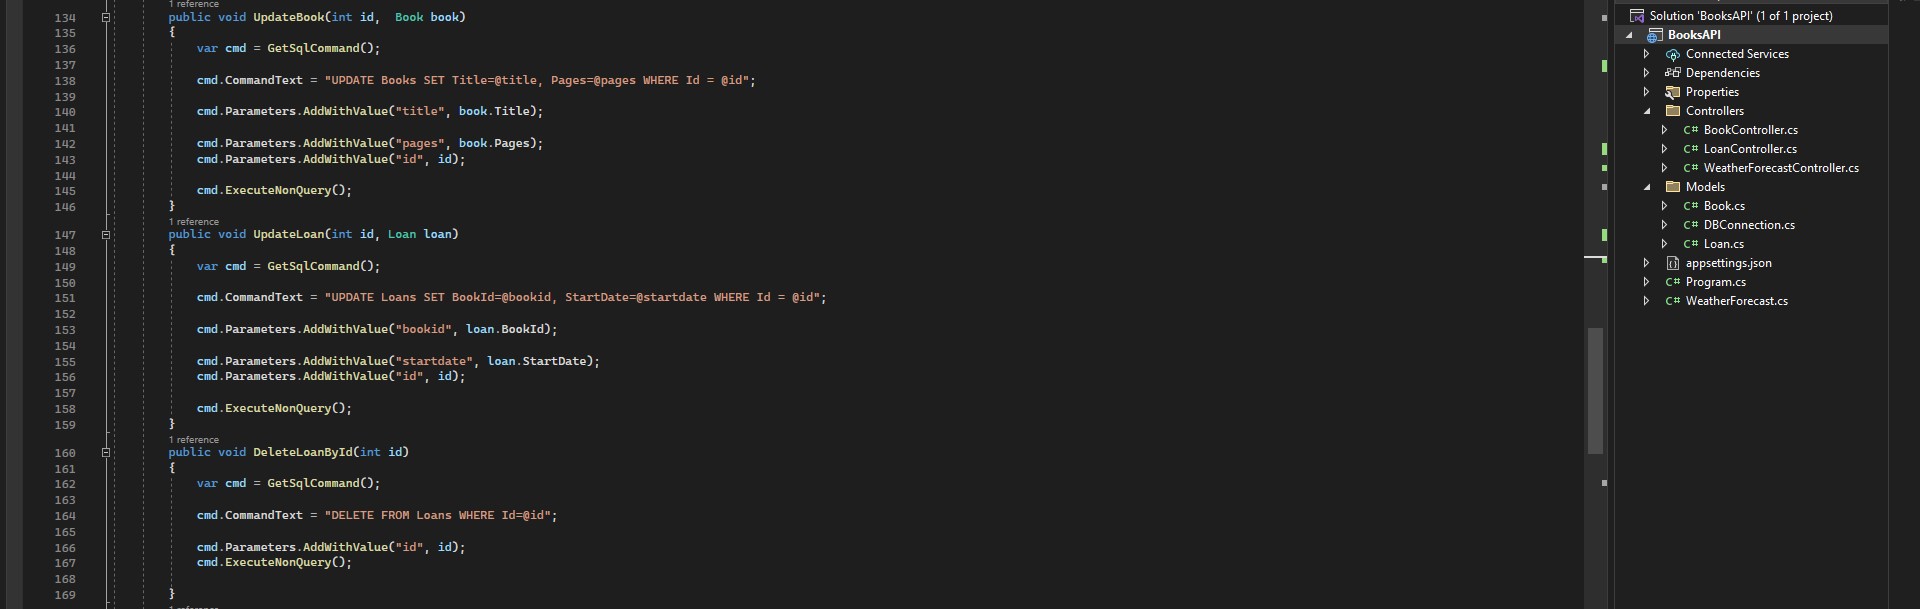 1 reference
134 public void UpdateBook(int id,  Book book)
135 {
136 var cmd = GetSqlCommand();
137
138 cmd.CommandText = "UPDATE Books SET Title=@title, Pages=@pages WHERE Id = @id";
139
140 cmd.Parameters.AddWithValue("title", book.Title);
141
142 cmd.Parameters.AddWithValue("pages", book.Pages);
143 cmd.Parameters.AddWithValue("id", id);
144
145 cmd.ExecuteNonQuery();
146 }
1 reference
147 public void UpdateLoan(int id, Loan loan)
148 {
149 var cmd = GetSqlCommand();
150
151 cmd.CommandText = "UPDATE Loans SET BookId=@bookid, StartDate=@startdate WHERE Id = @id";
152
153 cmd.Parameters.AddWithValue("bookid", loan.BookId);
154
155 cmd.Parameters.AddWithValue("startdate", loan.StartDate);
156 cmd.Parameters.AddWithValue("id", id);
157
158 cmd.ExecuteNonQuery();
159 }
1 reference
160 public void DeleteLoanById(int id)
161 {
162 var cmd = GetSqlCommand();
163
164 cmd.CommandText = "DELETE FROM Loans WHERE Id=@id";
165
166 cmd.Parameters.AddWithValue("id", id);
167 cmd.ExecuteNonQuery();
168
169 }
1 reference
Solution 'BooksAPI' (1 of 1 project)
BooksAPI
Connected Services
Dependencies
Properties
Controllers
C# BookController.cs
C# LoanController.cs
C# WeatherForecastController.cs
Models
C# Book.cs
C# DBConnection.cs
C# Loan.cs
appsettings.json
C# Program.cs
C# WeatherForecast.cs